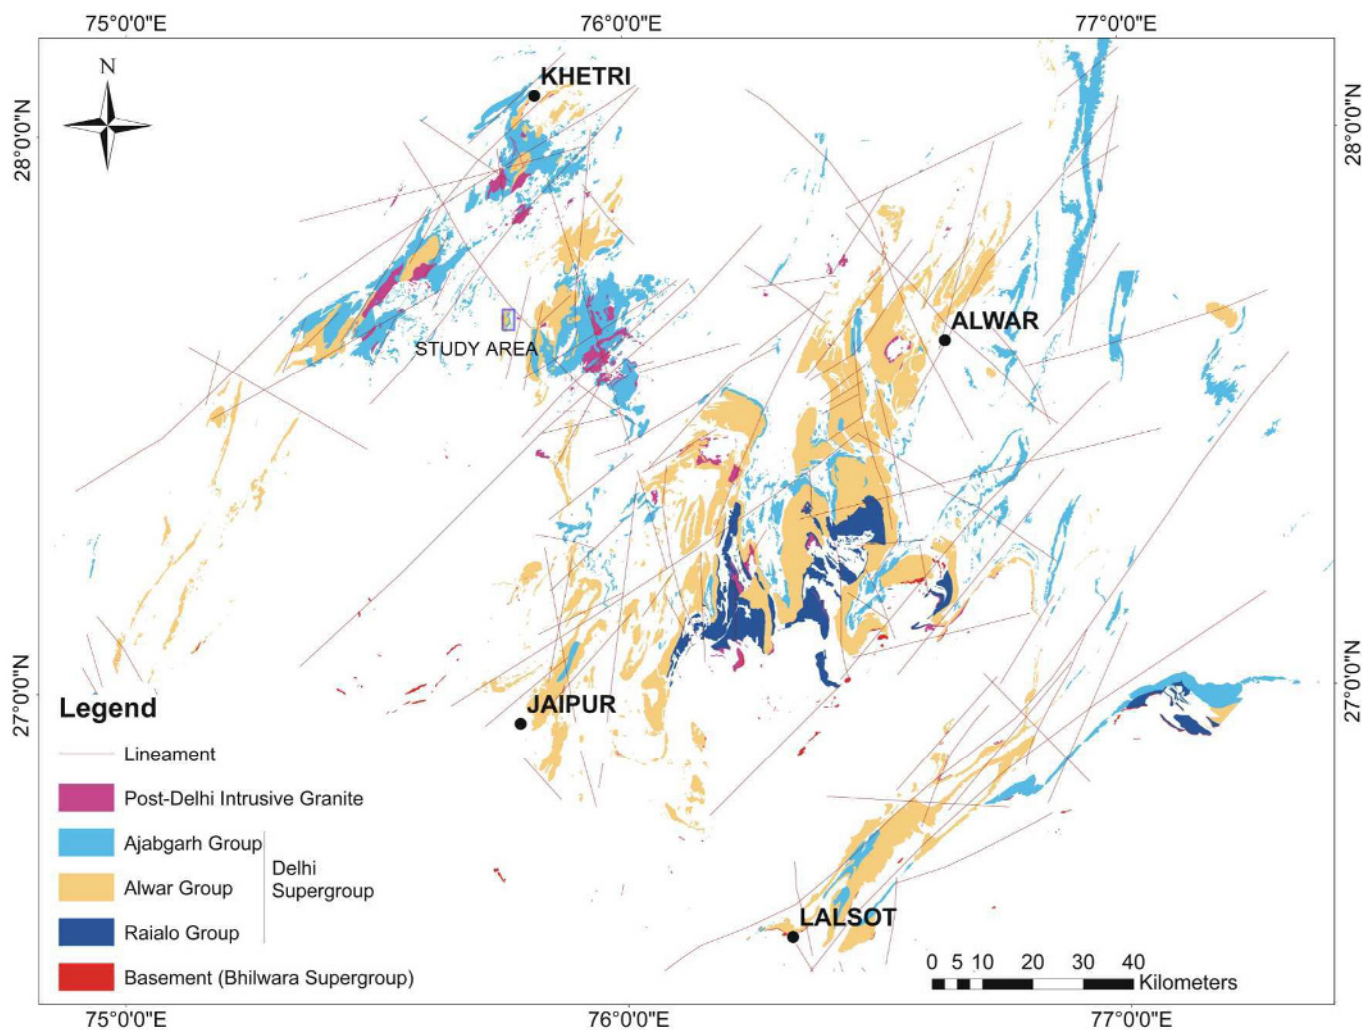 75°0'0"E 76°0'0"E 77°0'0"E
N
KHETRI
28°0'0"N
28°0'0"N
ALWAR
STUDY AREA
27°0'0"N
27°0'0"N
JAIPUR
Legend
Lineament
Post-Delhi Intrusive Granite
Ajabgarh Group
Alwar Group
Delhi
Supergroup
Raialo Group
Basement (Bhilwara Supergroup)
LALSOT
0 5 10 20 30 40
Kilometers
75°0'0"E 76°0'0"E 77°0'0"E